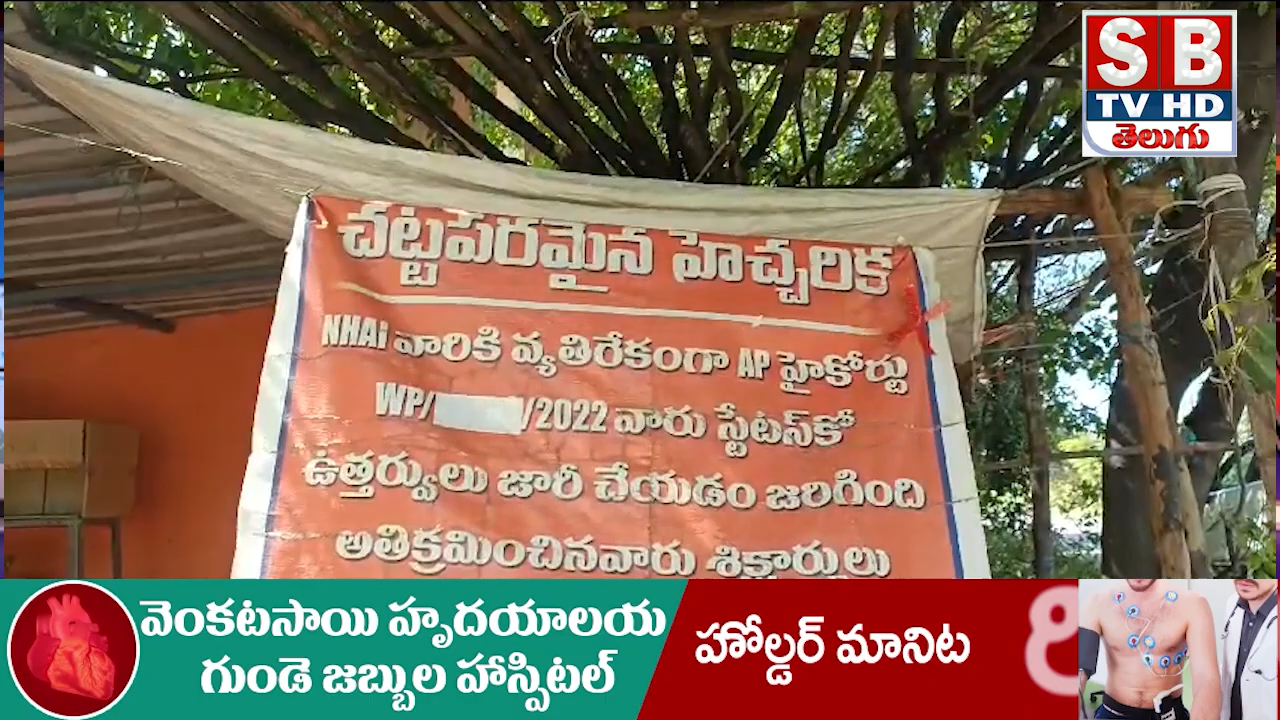 SB
TV HD
తెలుగు
చట్టపరమైన హెచ్చరిక
NHAi వారికి వ్యతిరేకంగా AP హైకోర్టు
WP/ /2022 వారు స్టేటస్‌కో
ఉత్తర్వులు జారీ చేయడం జరిగింది
అతిక్రమించినవారు శిక్షార్హులు
వెంకటసాయి హృదయాలయ
గుండె జబ్బుల హాస్పిటల్
హోల్డర్ మానిట